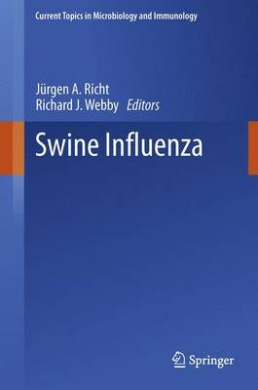 Current Topics in Microbiology and Immunology
Jürgen A. Richt
Richard J. Webby Editors
Swine Influenza
Springer